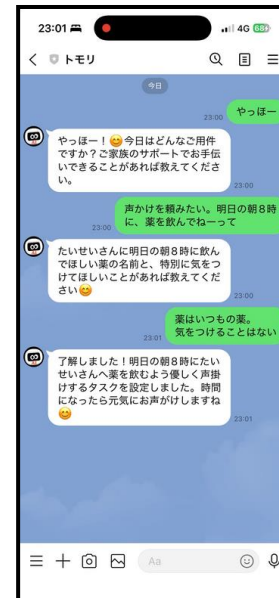 23:01
4G 68
トモリ
今日
23:00
やっほー
やっほー！😊今日はどんなご用件
ですか？ご家族のサポートでお手伝
いできることがあれば教えてくださ
い。
23:00
声かけを頼みたい。明日の朝8時
に、薬を飲んでねーって
23:00
たいせいさんに明日の朝8時に飲ん
でほしい薬の名前と、特別に気をつ
けてほしいことがあれば教えてくだ
さい😊
23:00
薬はいつもの薬。
気をつけることはない
23:01
了解しました！明日の朝8時にたい
せいさんへ薬を飲むよう優しく声掛
けするタスクを設定しました。時間
になったら元気にお声がけしますね
😊
23:01
Aa